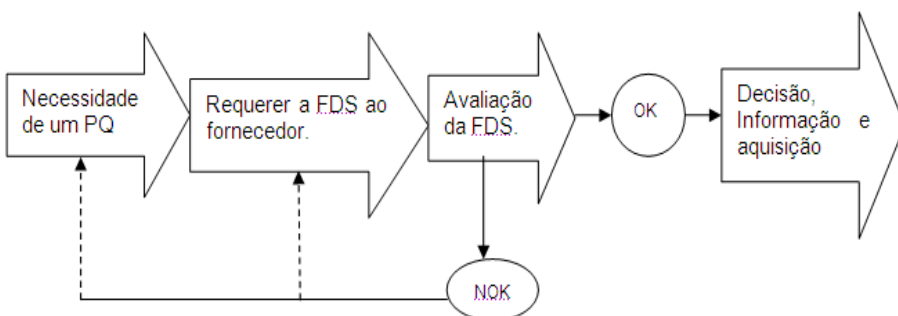 Necessidade
de um PQ
Requerer a FDS ao
fornecedor.
Avaliação
da FDS.
OK
Decisão,
Informação e
aquisição
NOK